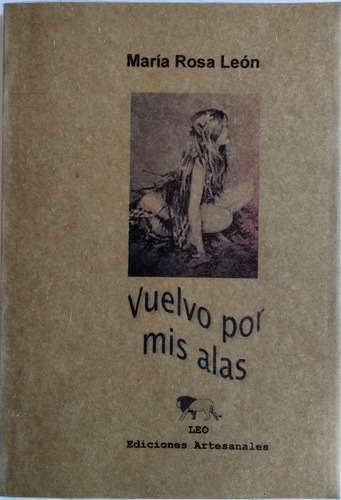 María Rosa León
Vuelvo por
mis alas
LEO
Ediciones Artesanales